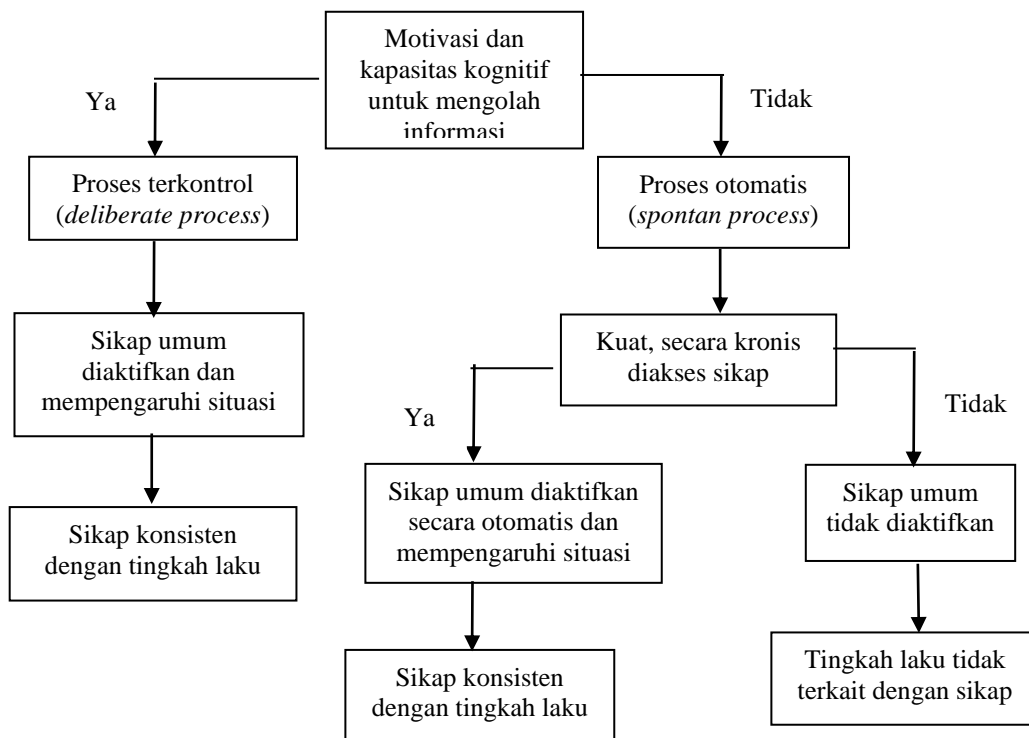 Motivasi dan
kapasitas kognitif
untuk mengolah
informasi
Ya
Tidak
Proses terkontrol
(deliberate process)
Proses otomatis
(spontan process)
Sikap umum
diaktifkan dan
mempengaruhi situasi
Kuat, secara kronis
diakses sikap
Ya
Tidak
Sikap konsisten
dengan tingkah laku
Sikap umum diaktifkan
secara otomatis dan
mempengaruhi situasi
Sikap umum
tidak diaktifkan
Sikap konsisten
dengan tingkah laku
Tingkah laku tidak
terkait dengan sikap